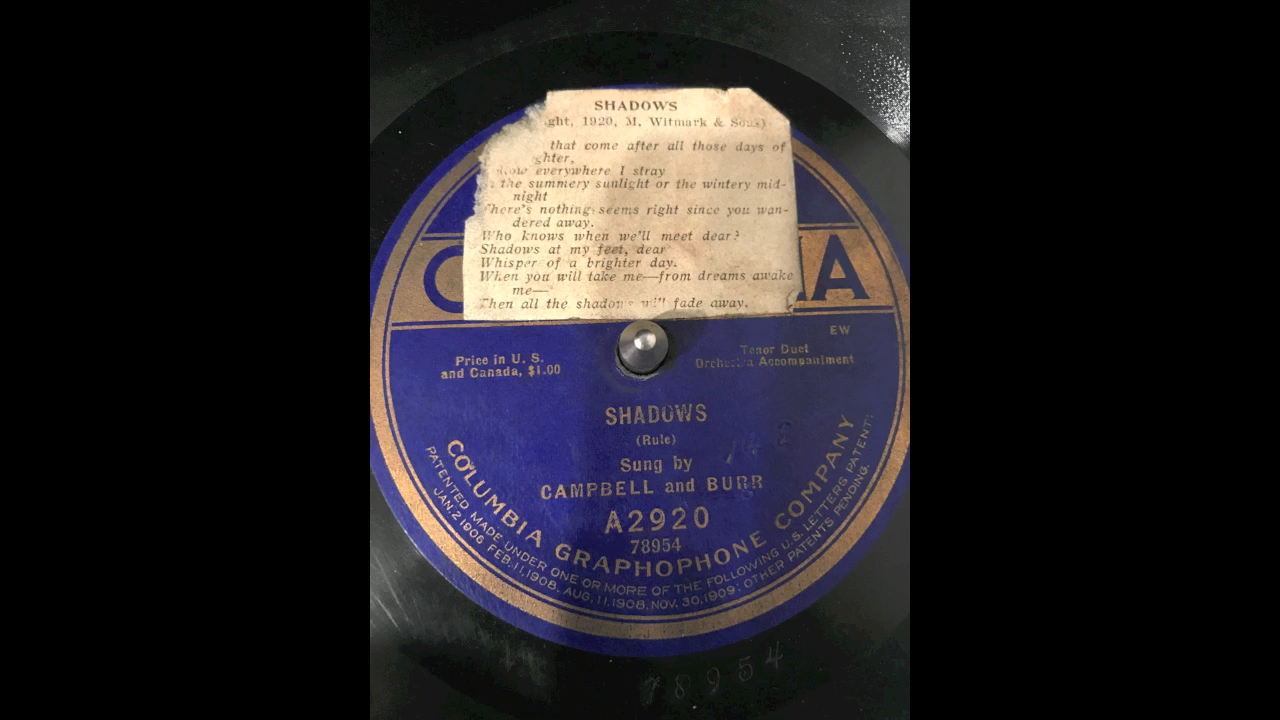 SHADOWS
ght, 1920, M. Witmark & Sons)
that come after all those days of
ghter,
everywhere I stray
the summery sunlight or the wintery mid-
night
There's nothing seems right since you wan-
dered away.
Who knows when we'll meet dear?
Shadows at my feet, dear
Whisper of a brighter day.
When you will take me—from dreams awake
me—
Then all the shadows will fade away.
C A
EW
Price in U. S.
and Canada, $1.00
Tenor Duet
Orchestra Accompaniment
SHADOWS
(Rule)
Sung by
CAMPBELL and BURR
A2920
78954
COLUMBIA GRAPHOPHONE COMPANY
PATENTED MADE UNDER ONE OR MORE OF THE FOLLOWING U.S. LETTERS PATENT:
JAN. 2 1906 FEB. 11, 1908. AUG. 11, 1908. NOV. 30, 1909: OTHER PATENTS PENDING.
78954